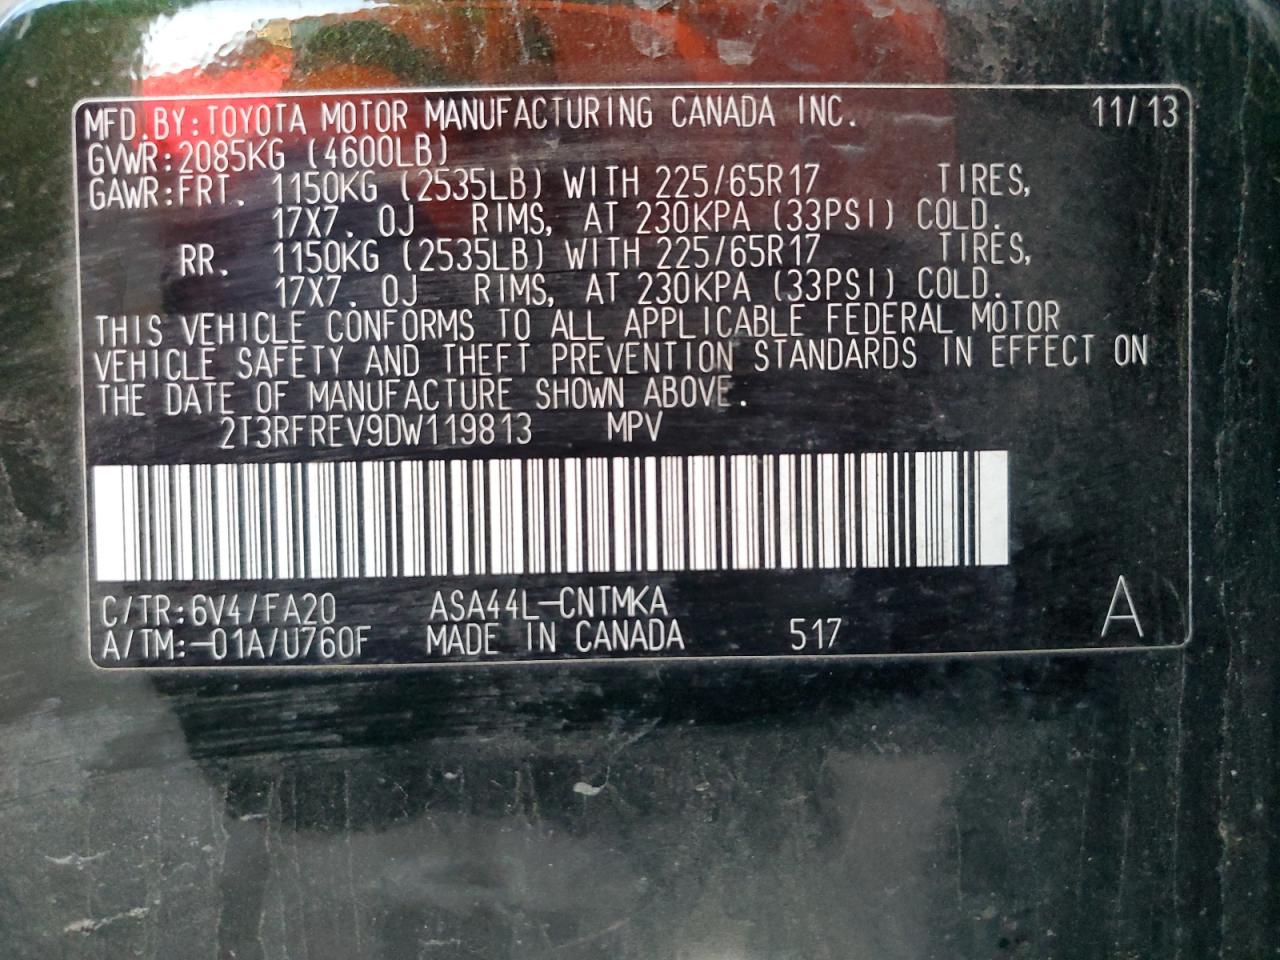 MFD.BY:TOYOTA MOTOR MANUFACTURING CANADA INC. 11/13
GVWR:2085KG (4600LB)
GAWR:FRT. 1150KG (2535LB) WITH 225/65R17 TIRES,
17X7.0J RIMS, AT 230KPA (33PSI) COLD.
RR. 1150KG (2535LB) WITH 225/65R17 TIRES,
17X7.0J RIMS, AT 230KPA (33PSI) COLD.
THIS VEHICLE CONFORMS TO ALL APPLICABLE FEDERAL MOTOR
VEHICLE SAFETY AND THEFT PREVENTION STANDARDS IN EFFECT ON
THE DATE OF MANUFACTURE SHOWN ABOVE.
2T3RFREV9DW119813 MPV
C/TR:6V4/FA20 ASA44L-CNTMKA
A/TM:-01A/U760F MADE IN CANADA 517 A